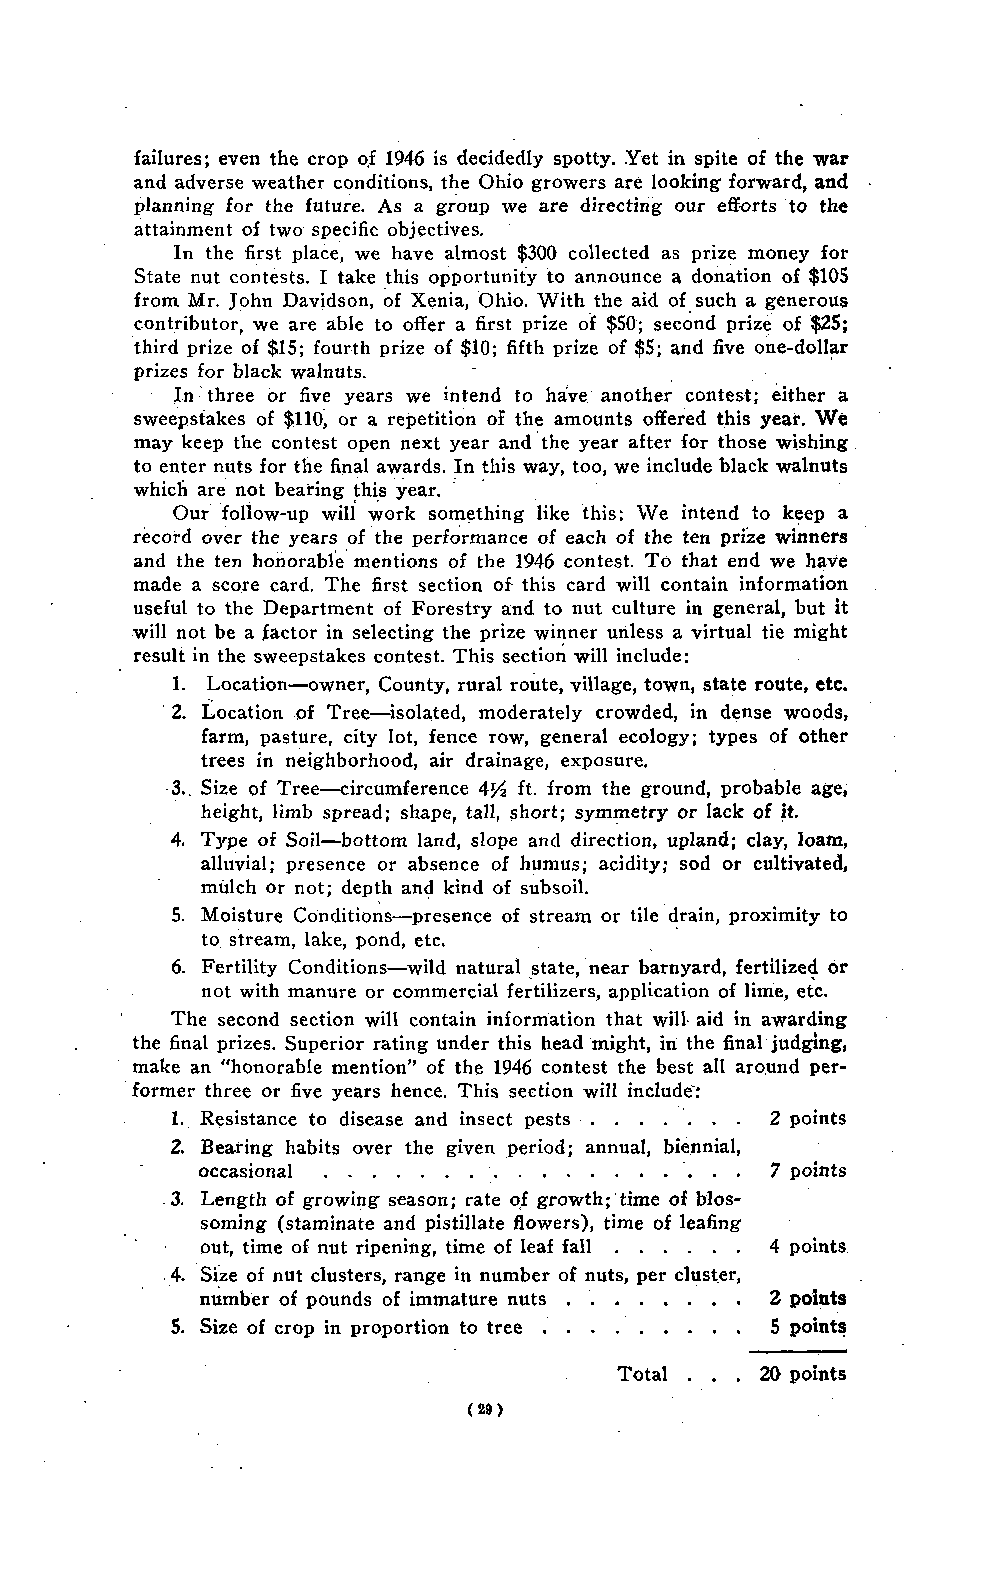 failures; even the crop of 1946 is decidedly spotty. Yet in spite of the war
and adverse weather conditions, the Ohio growers are looking forward, and
planning for the future. As a group we are directing our efforts to the
attainment of two specific objectives.
In the first place, we have almost $300 collected as prize money for
State nut contests. I take this opportunity to announce a donation of $105
from Mr. John Davidson, of Xenia, Ohio. With the aid of such a generous
contributor, we are able to offer a first prize of $50; second prize of $25;
third prize of $15; fourth prize of $10; fifth prize of $5; and five one-dollar
prizes for black walnuts.
In three or five years we intend to have another contest; either a
sweepstakes of $110, or a repetition of the amounts offered this year. We
may keep the contest open next year and the year after for those wishing
to enter nuts for the final awards. In this way, too, we include black walnuts
which are not bearing this year.
Our follow-up will work something like this: We intend to keep a
record over the years of the performance of each of the ten prize winners
and the ten honorable mentions of the 1946 contest. To that end we have
made a score card. The first section of this card will contain information
useful to the Department of Forestry and to nut culture in general, but it
will not be a factor in selecting the prize winner unless a virtual tie might
result in the sweepstakes contest. This section will include:
1. Location—owner, County, rural route, village, town, state route, etc.
2. Location of Tree—isolated, moderately crowded, in dense woods,
farm, pasture, city lot, fence row, general ecology; types of other
trees in neighborhood, air drainage, exposure.
3. Size of Tree—circumference 4½ ft. from the ground, probable age,
height, limb spread; shape, tall, short; symmetry or lack of it.
4. Type of Soil—bottom land, slope and direction, upland; clay, loam,
alluvial; presence or absence of humus; acidity; sod or cultivated,
mulch or not; depth and kind of subsoil.
5. Moisture Conditions—presence of stream or tile drain, proximity to
to stream, lake, pond, etc.
6. Fertility Conditions—wild natural state, near barnyard, fertilized or
not with manure or commercial fertilizers, application of lime, etc.
The second section will contain information that will aid in awarding
the final prizes. Superior rating under this head might, in the final judging,
make an "honorable mention" of the 1946 contest the best all around per-
former three or five years hence. This section will include:
1. Resistance to disease and insect pests . . . . . . . 2 points
2. Bearing habits over the given period; annual, biennial,
occasional . . . . . . . . . . . . . . . . . . 7 points
3. Length of growing season; rate of growth; time of blos-
soming (staminate and pistillate flowers), time of leafing
out, time of nut ripening, time of leaf fall . . . . . . 4 points
4. Size of nut clusters, range in number of nuts, per cluster,
number of pounds of immature nuts . . . . . . . . 2 points
5. Size of crop in proportion to tree . . . . . . . . . 5 points
Total . . . 20 points
(29)